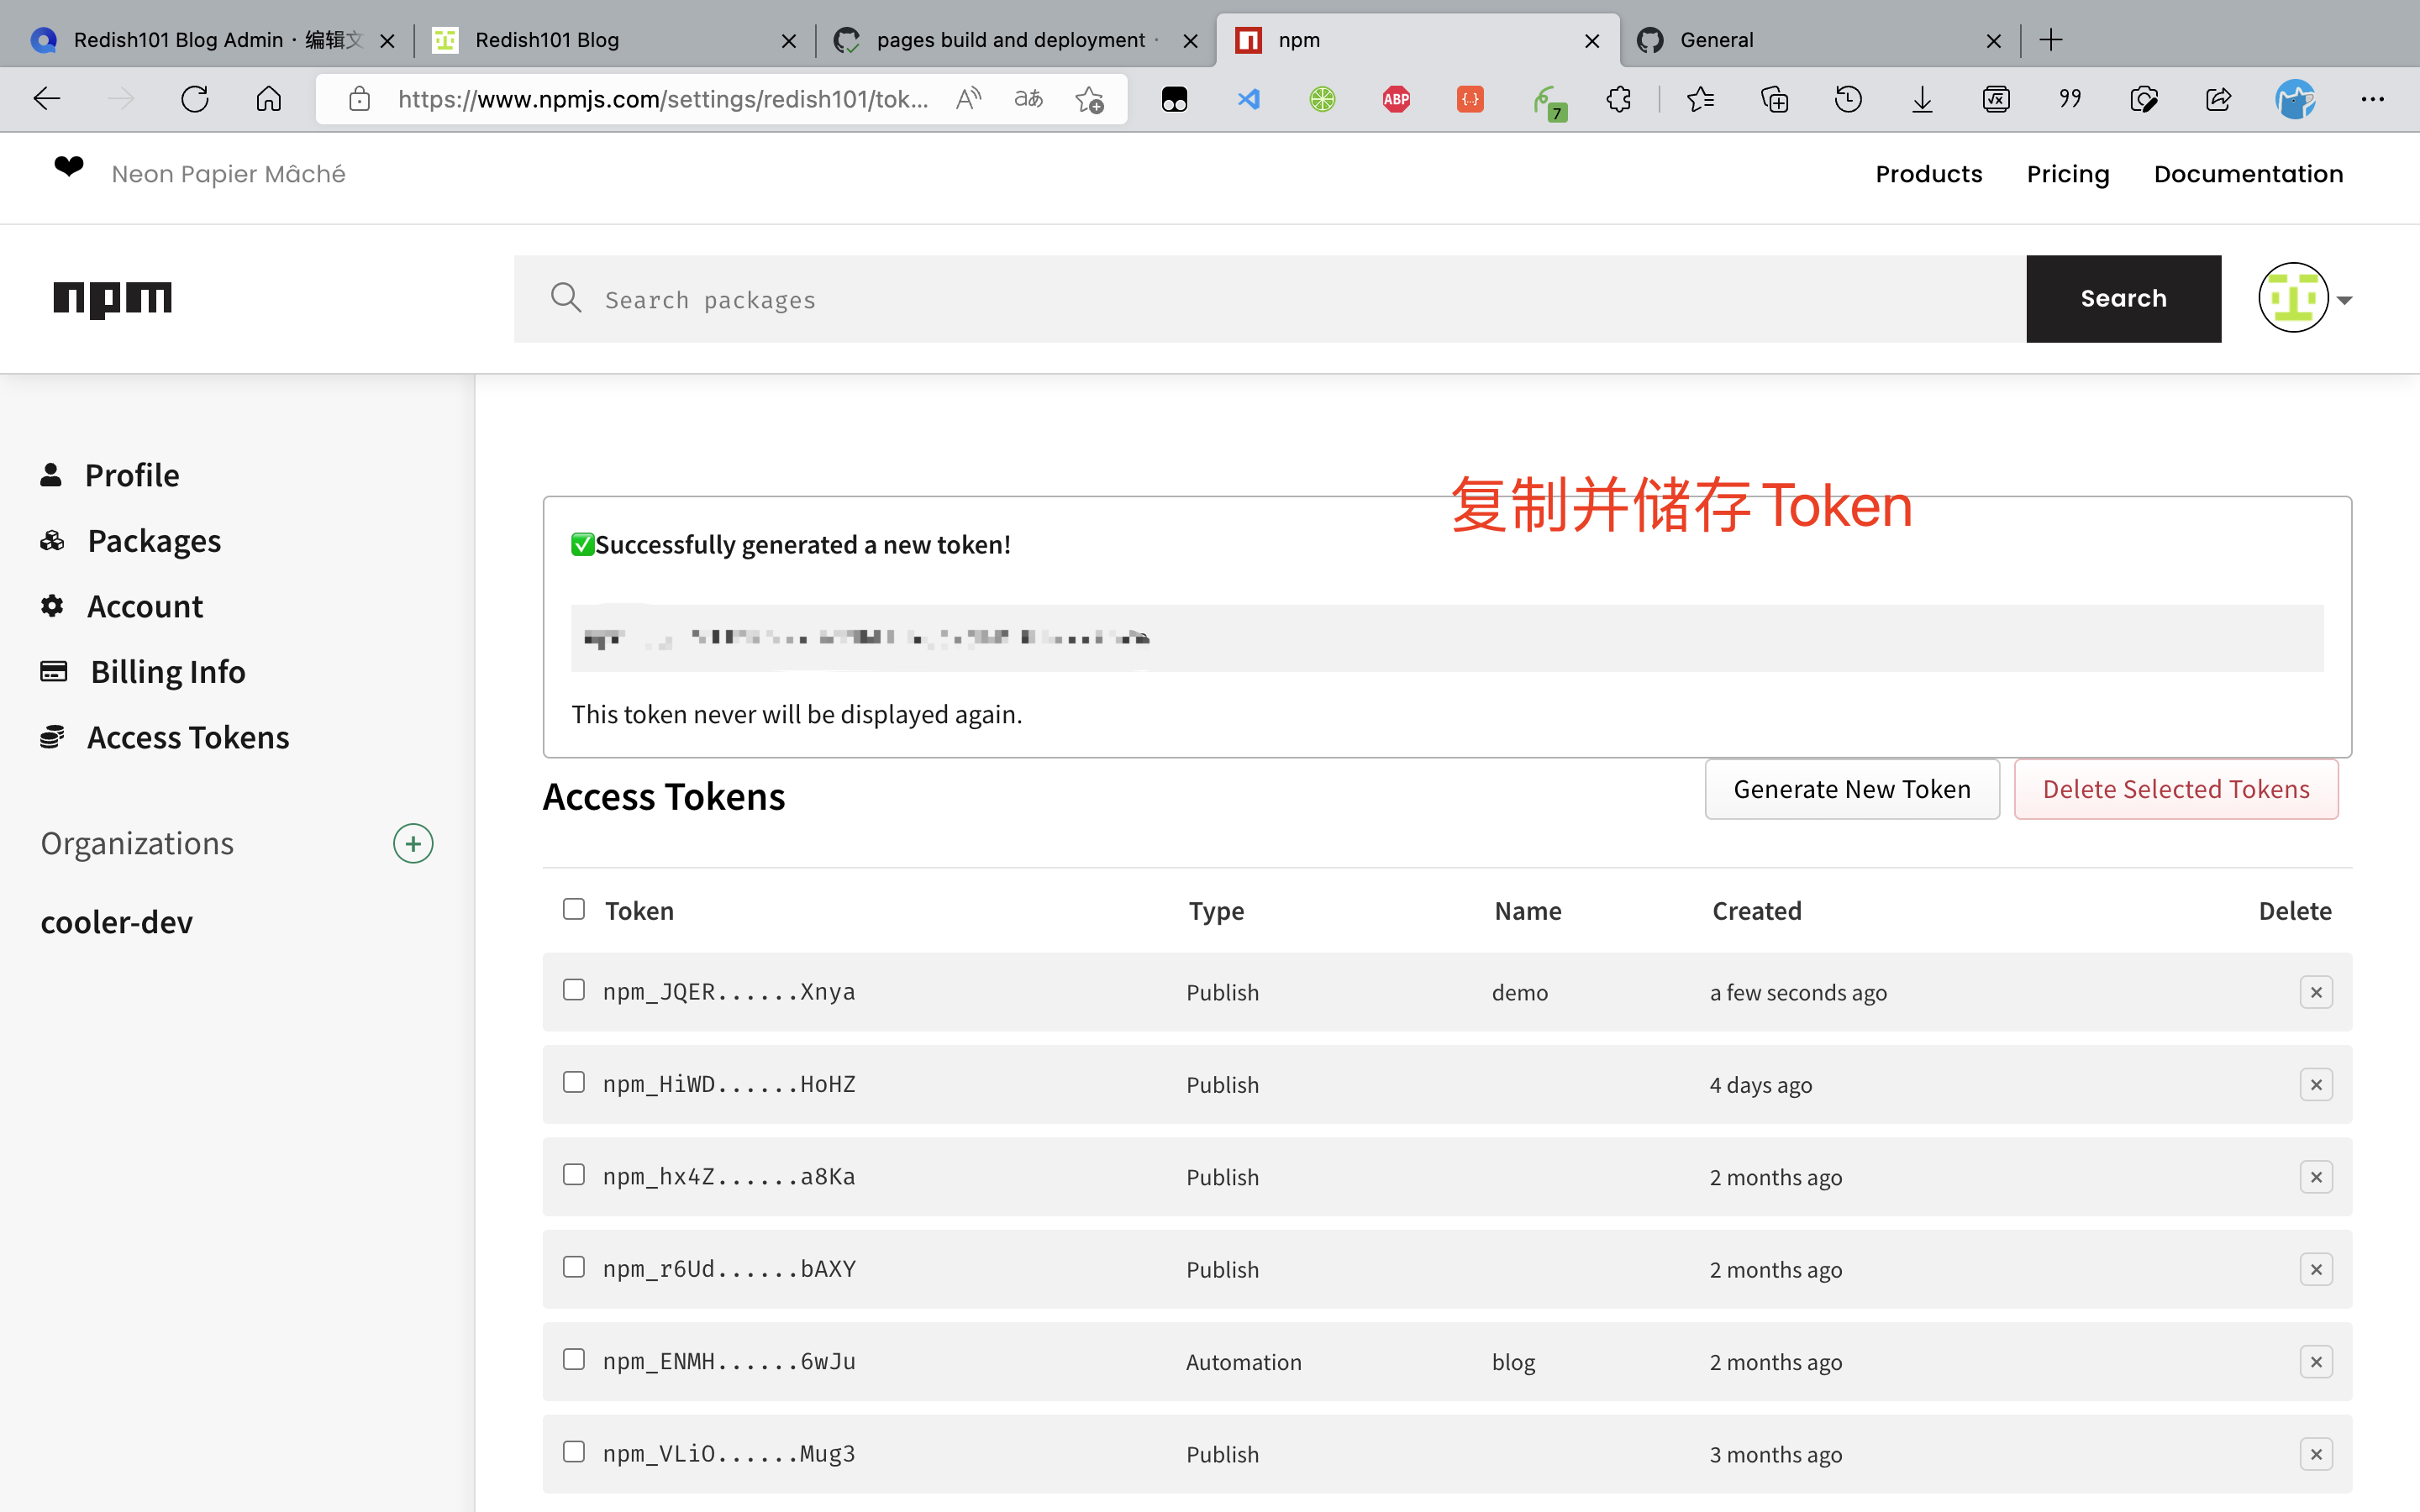 Redish101 Blog Admin · 编辑文
Redish101 Blog
pages build and deployment ·
npm
General
https://www.npmjs.com/settings/redish101/tok...
aあ
ABP
7
Neon Papier Mâché
Products
Pricing
Documentation
npm
Search packages
Search
Profile
Packages
Account
Billing Info
Access Tokens
Organizations
cooler-dev
复制并储存 Token
✅Successfully generated a new token!
This token never will be displayed again.
Access Tokens
Generate New Token
Delete Selected Tokens
Token Type Name Created Delete
npm_JQER......Xnya Publish demo a few seconds ago ×
npm_HiWD......HoHZ Publish 4 days ago ×
npm_hx4Z......a8Ka Publish 2 months ago ×
npm_r6Ud......bAXY Publish 2 months ago ×
npm_ENMH......6wJu Automation blog 2 months ago ×
npm_VLiO......Mug3 Publish 3 months ago ×